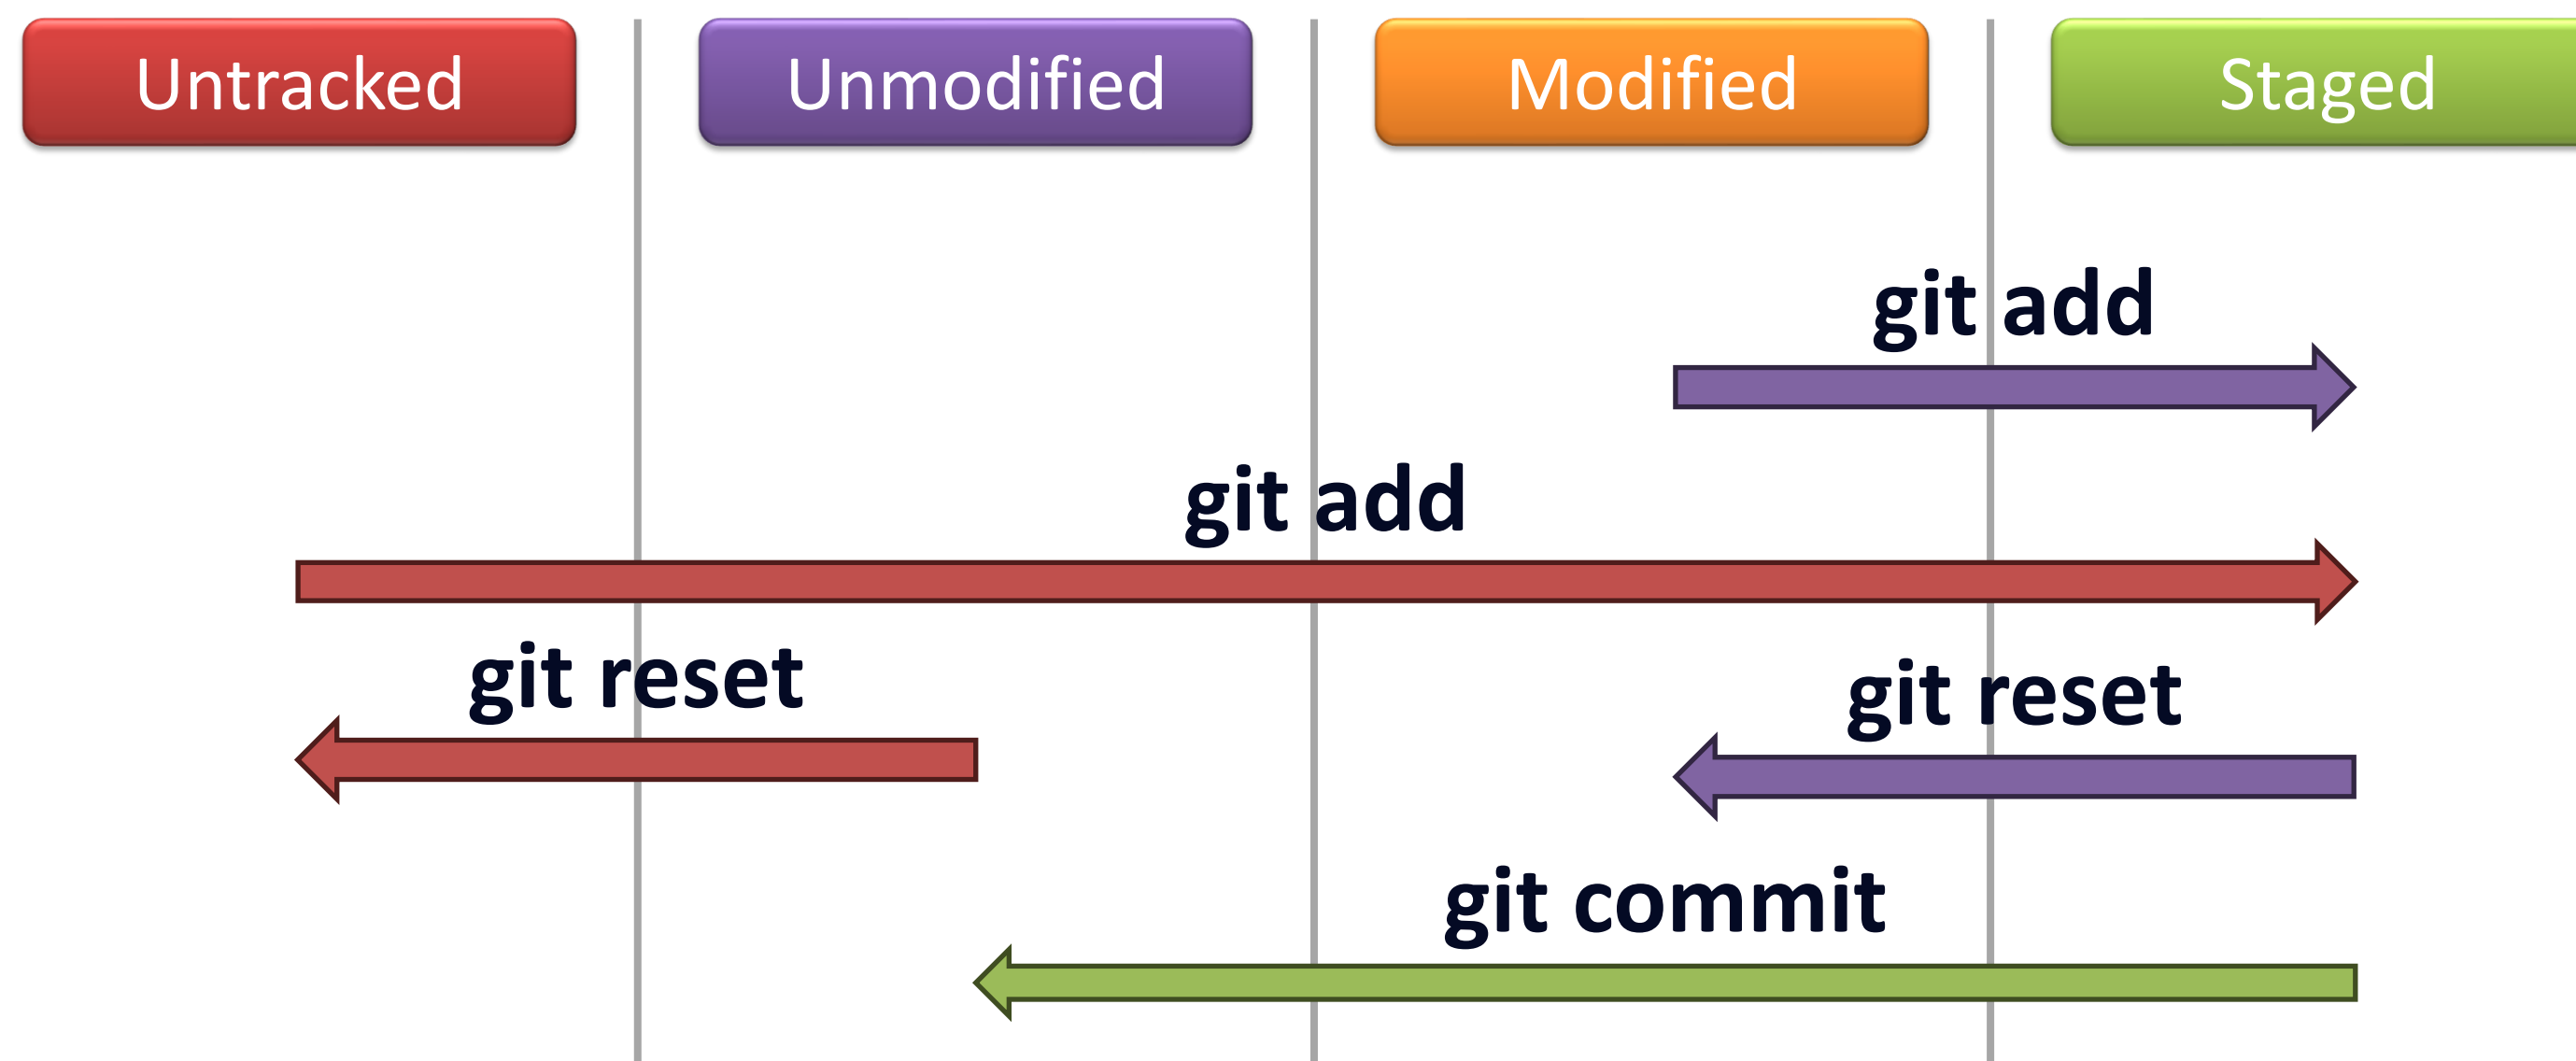 Untracked
Unmodified
Modified
Staged
git add
git add
git reset
git reset
git commit